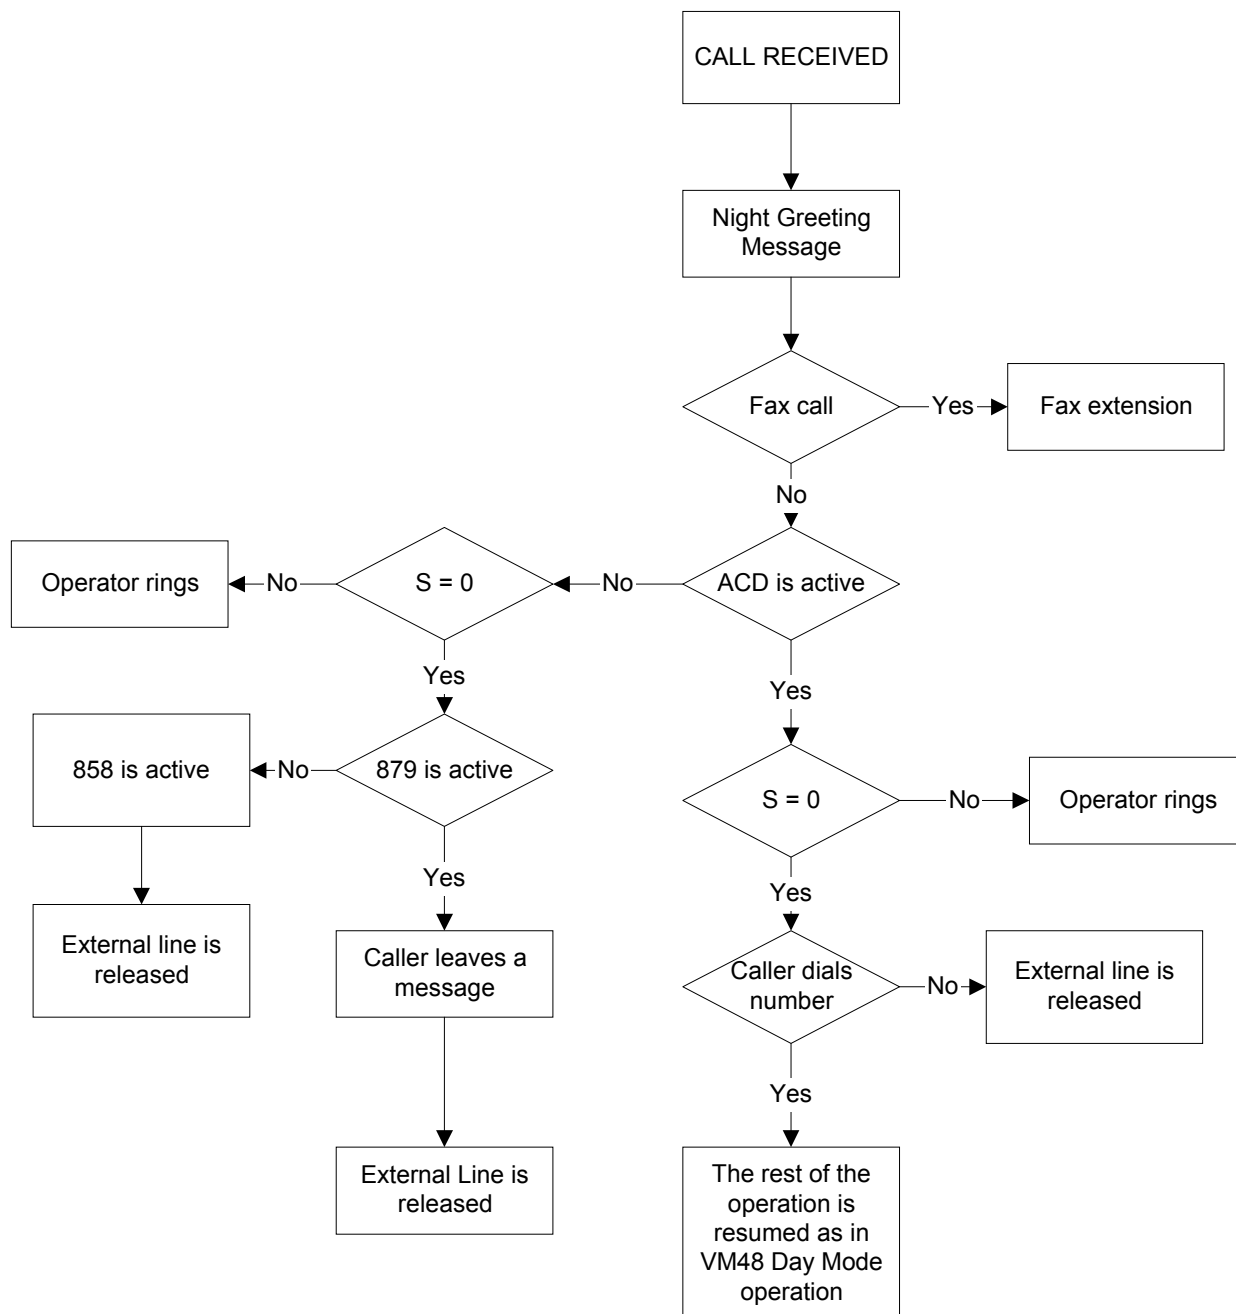 CALL RECEIVED
Night Greeting
Message
Fax call
Yes
Fax extension
No
Operator rings
No
S = 0
No
ACD is active
Yes
Yes
858 is active
No
879 is active
S = 0
No
Operator rings
Yes
Yes
External line is
released
Caller leaves a
message
Caller dials
number
No
External line is
released
Yes
External Line is
released
The rest of the
operation is
resumed as in
VM48 Day Mode
operation